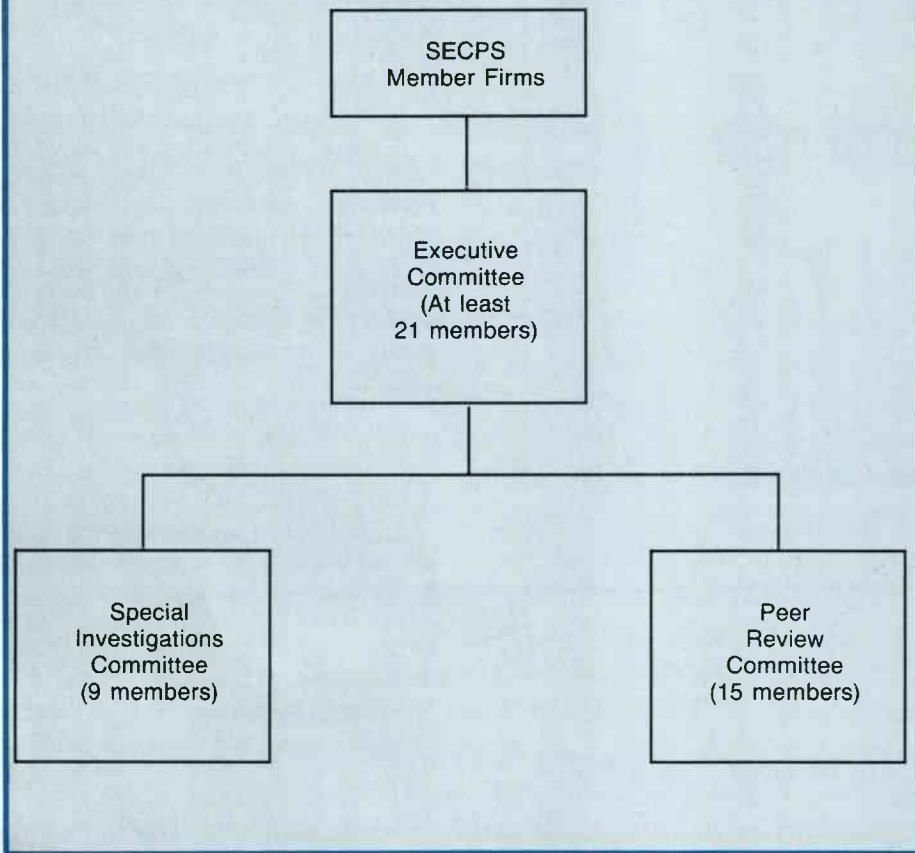 SECPS
Member Firms
Executive
Committee
(At least
21 members)
Special
Investigations
Committee
(9 members)
Peer
Review
Committee
(15 members)